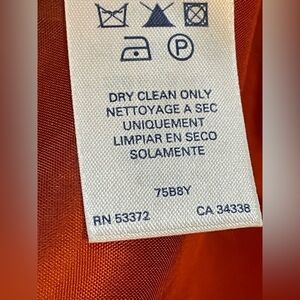 P
DRY CLEAN ONLY
NETTOYAGE A SEC
UNIQUEMENT
LIMPIAR EN SECO
SOLAMENTE
75B8Y
RN 53372 CA 34338